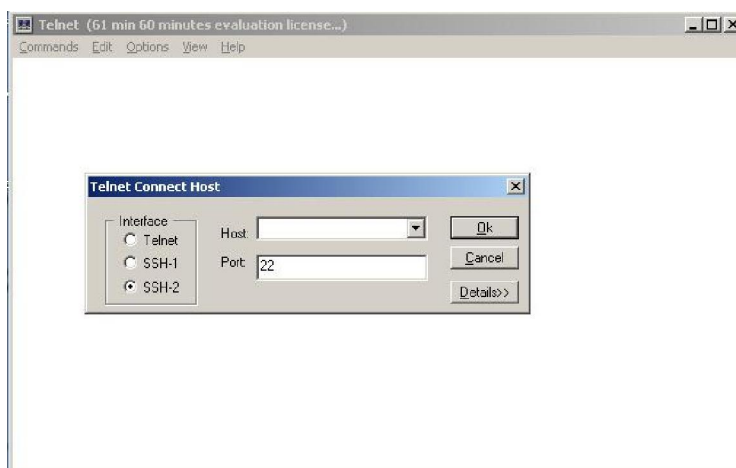 Telnet (61 min 60 minutes evaluation license...)
Commands Edit Options View Help
Telnet Connect Host
Interface
Telnet
SSH-1
SSH-2
Host:
Port: 22
Ok
Cancel
Details>>